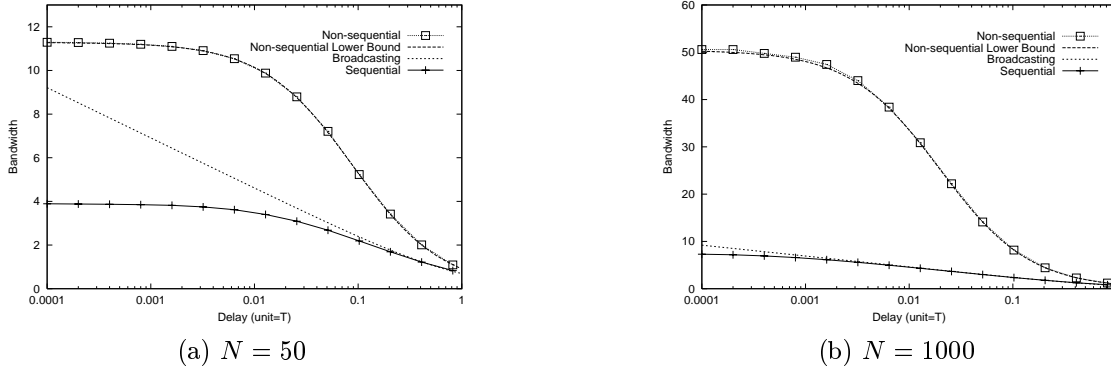 12
10
8
6
4
2
0
Bandwidth
Non-sequential
Non-sequential Lower Bound
Broadcasting
Sequential
0.0001
0.001
0.01
0.1
1
Delay (unit=T)
(a) N = 50
60
50
40
30
20
10
0
Bandwidth
Non-sequential
Non-sequential Lower Bound
Broadcasting
Sequential
0.0001
0.001
0.01
0.1
Delay (unit=T)
(b) N = 1000